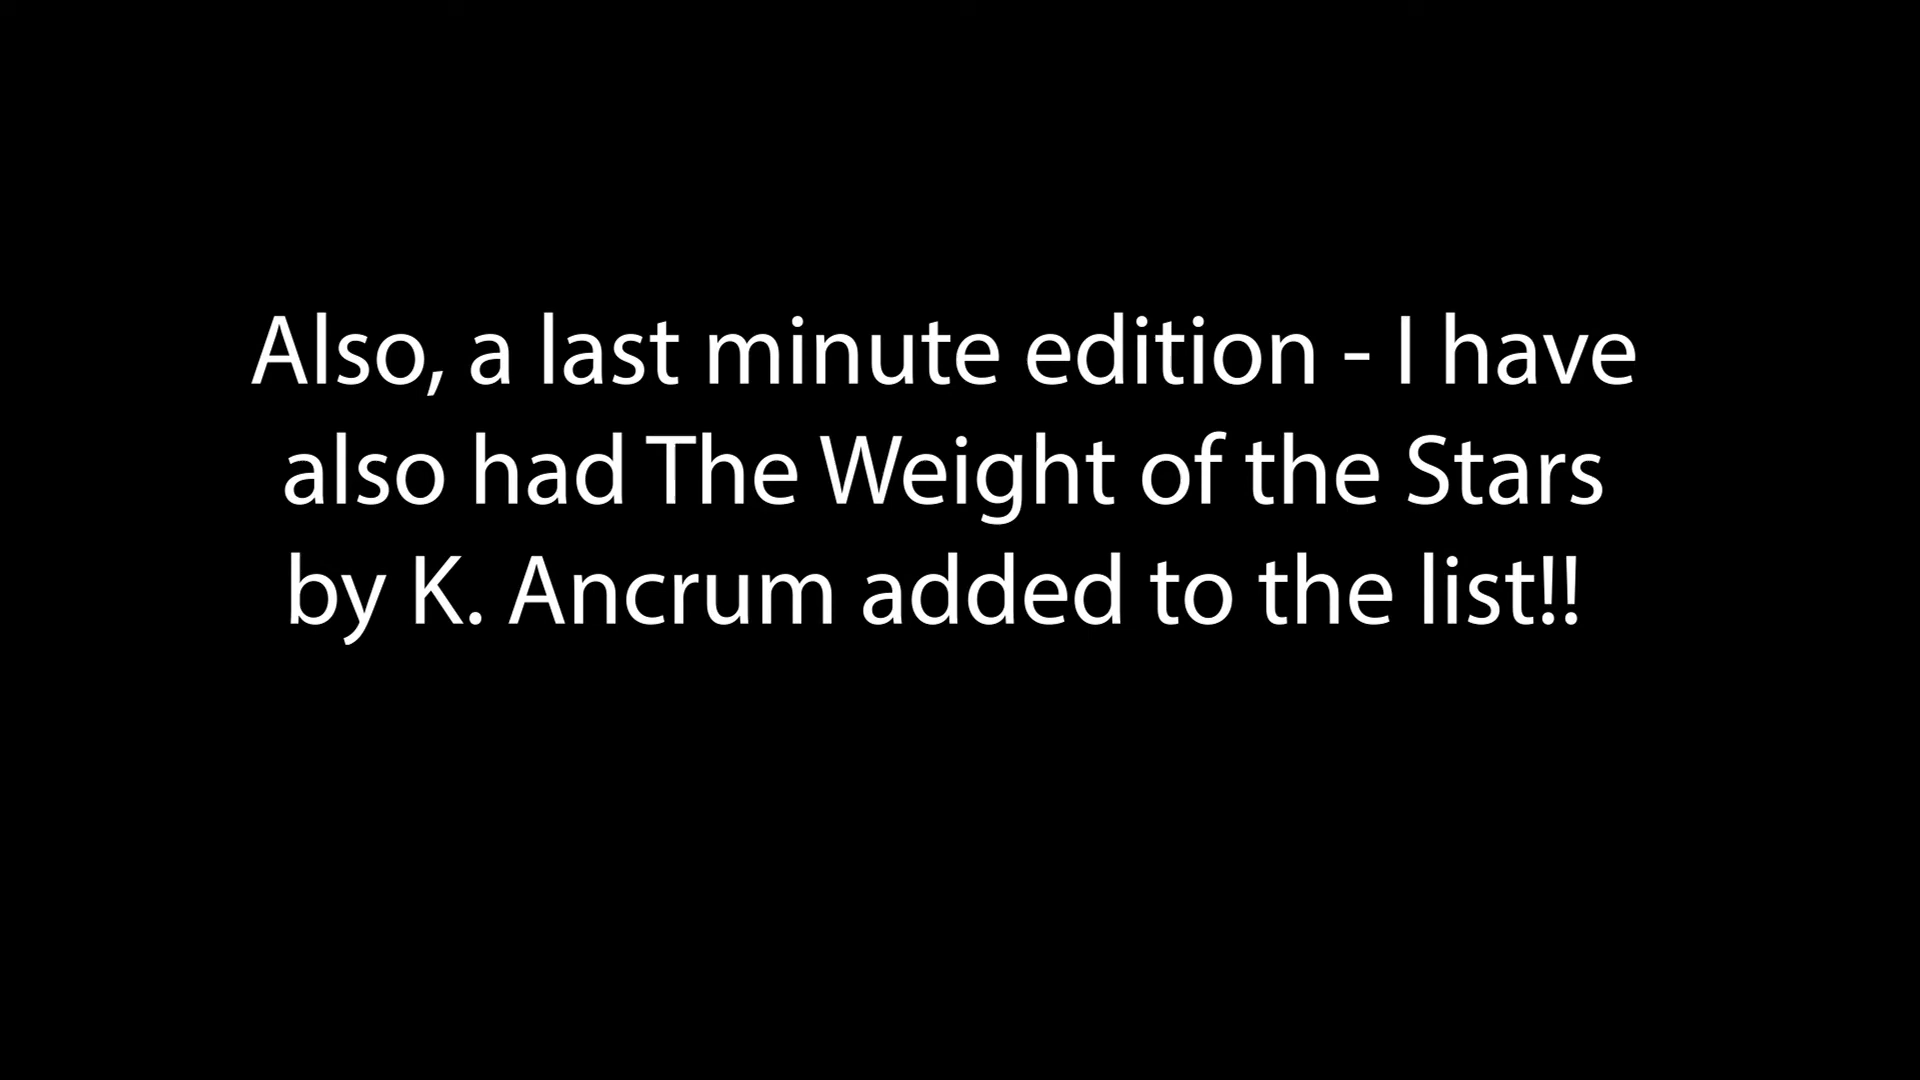 Also, a last minute edition - I have
also had The Weight of the Stars
by K. Ancrum added to the list!!